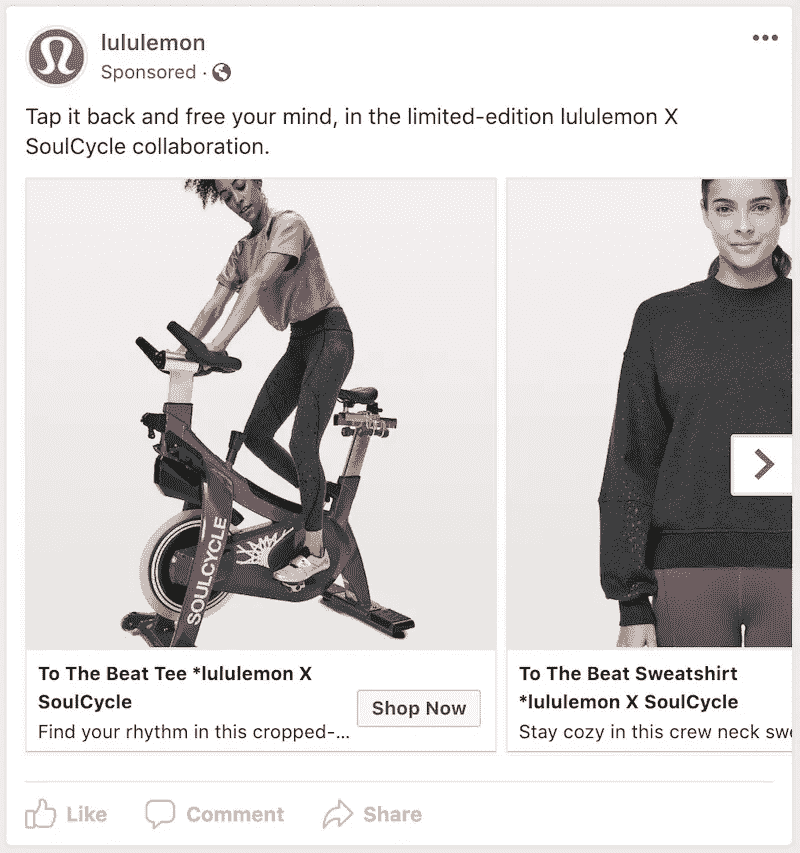 lululemon
Sponsored ·
Tap it back and free your mind, in the limited-edition lululemon X
SoulCycle collaboration.
SOULCYCLE
To The Beat Tee *lululemon X
SoulCycle
Find your rhythm in this cropped-...
Shop Now
To The Beat Sweatshirt
*lululemon X SoulCycle
Stay cozy in this crew neck swe
Like
Comment
Share